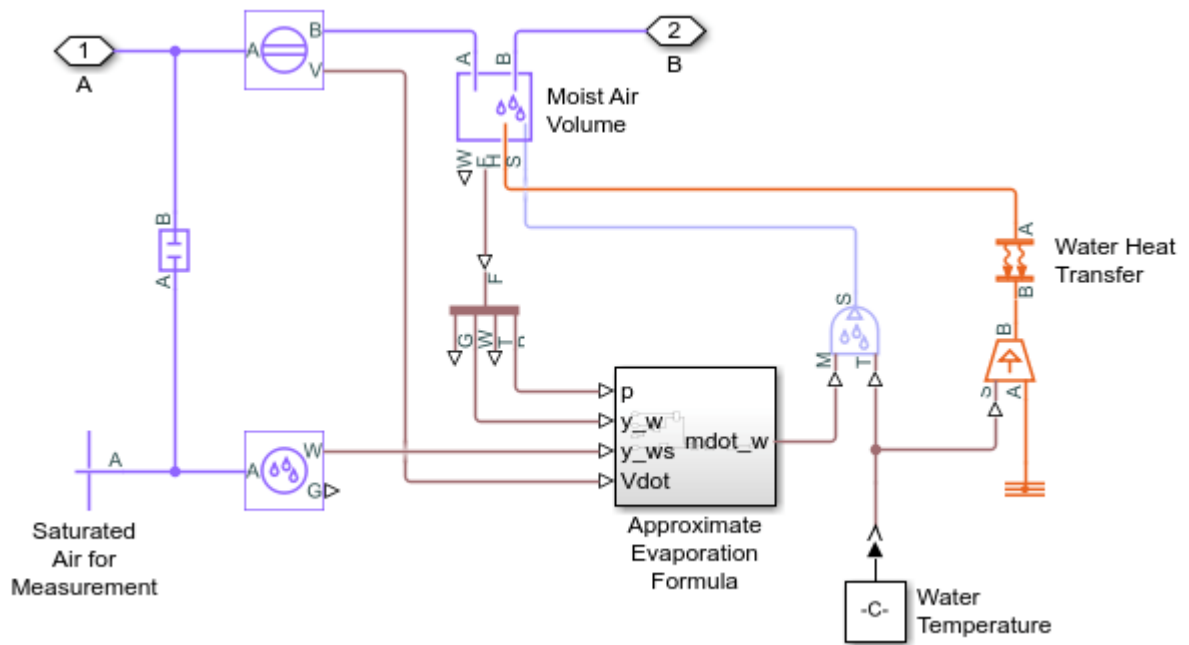 1
A
A
B
V
A
B
Moist Air
Volume
2
B
W
F
H
S
B
A
F
G
W
T
A
B
Water Heat
Transfer
S
M
T
B
S
A
p
y_w
y_ws
Vdot
mdot_w
Approximate
Evaporation
Formula
A
A
W
G
Saturated
Air for
Measurement
-C-
Water
Temperature